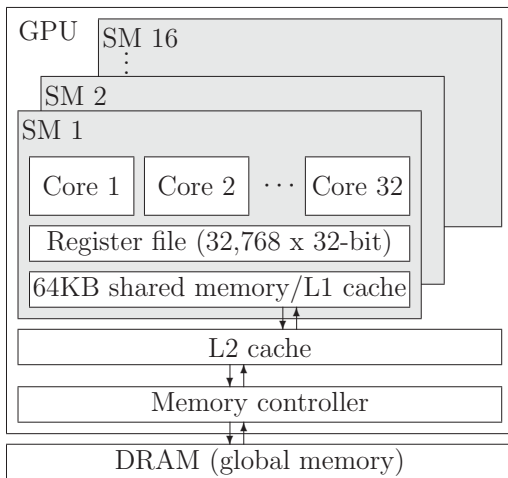 GPU
SM 16
⋮
SM 2
SM 1
Core 1
Core 2
···
Core 32
Register file (32,768 x 32-bit)
64KB shared memory/L1 cache
L2 cache
Memory controller
DRAM (global memory)